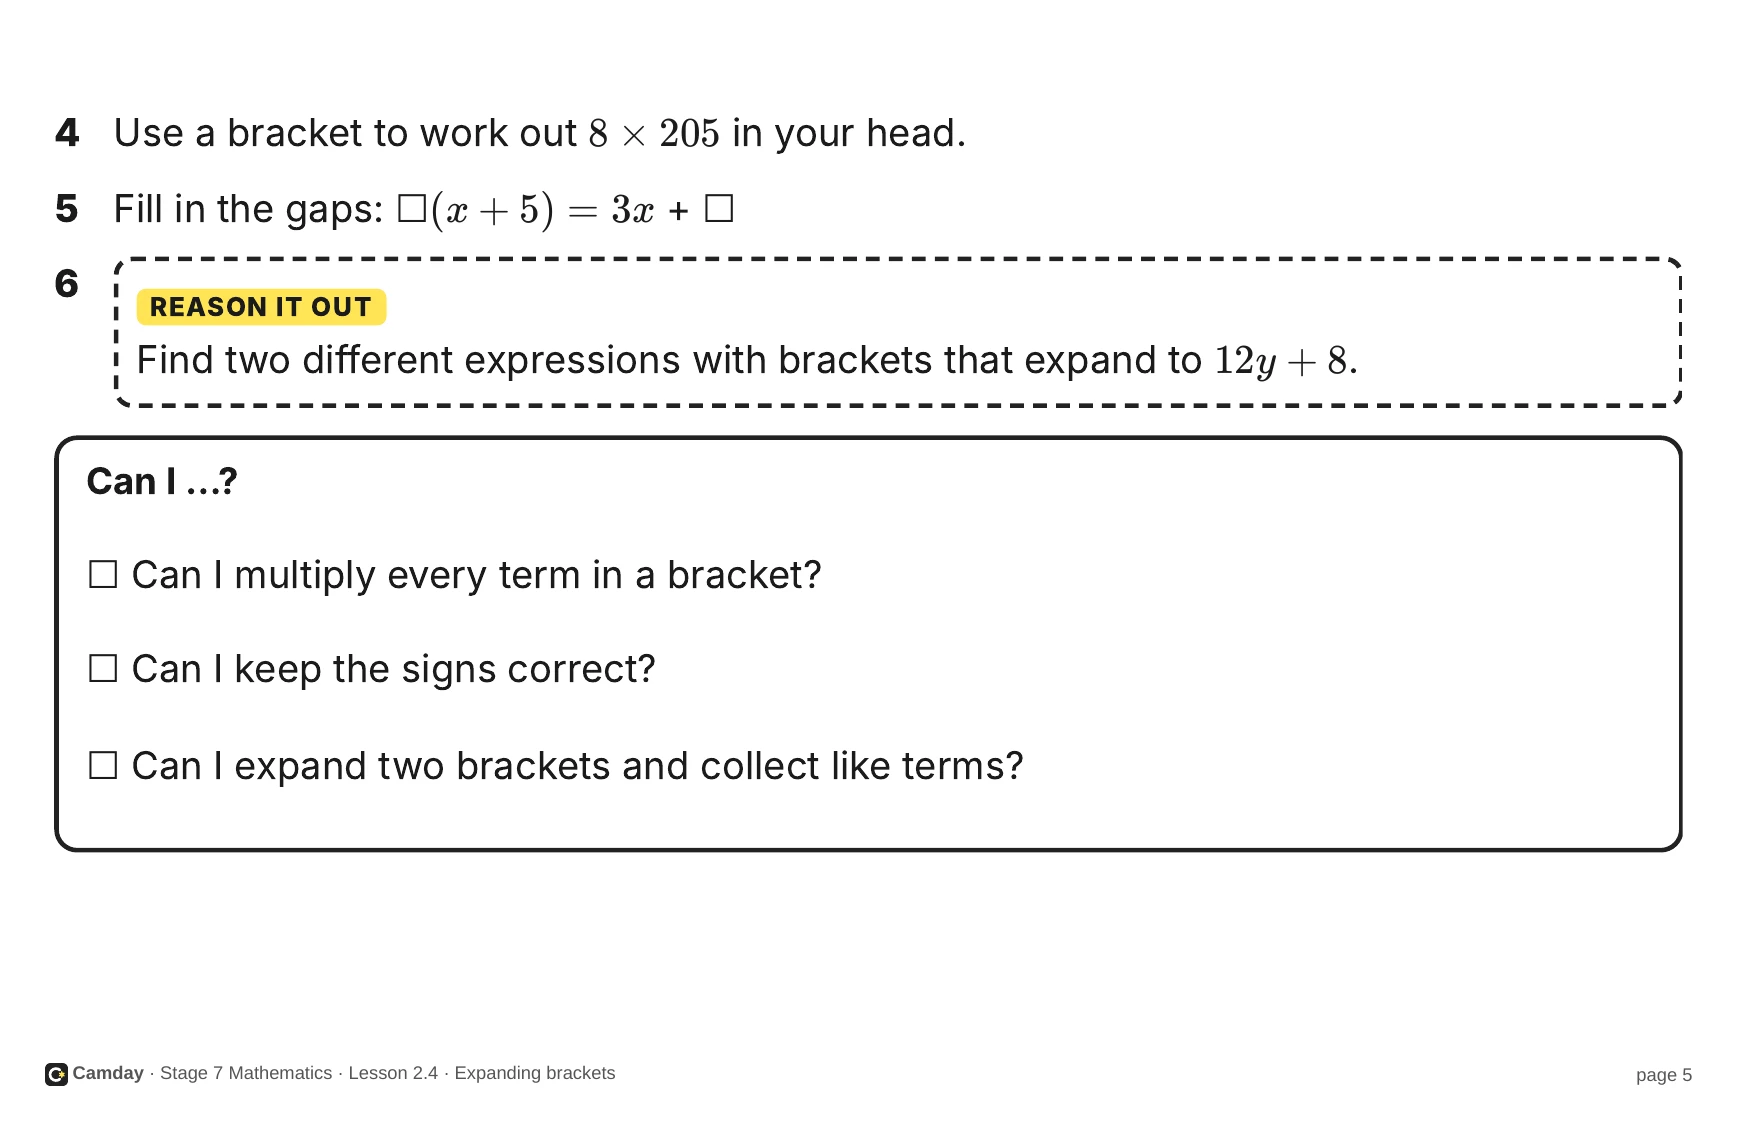 4 Use a bracket to work out 8 × 205 in your head.
5 Fill in the gaps: □(x + 5) = 3x + □
6
REASON IT OUT
Find two different expressions with brackets that expand to 12y + 8.
Can I ...?
☐ Can I multiply every term in a bracket?
☐ Can I keep the signs correct?
☐ Can I expand two brackets and collect like terms?
Camday · Stage 7 Mathematics · Lesson 2.4 · Expanding brackets
page 5